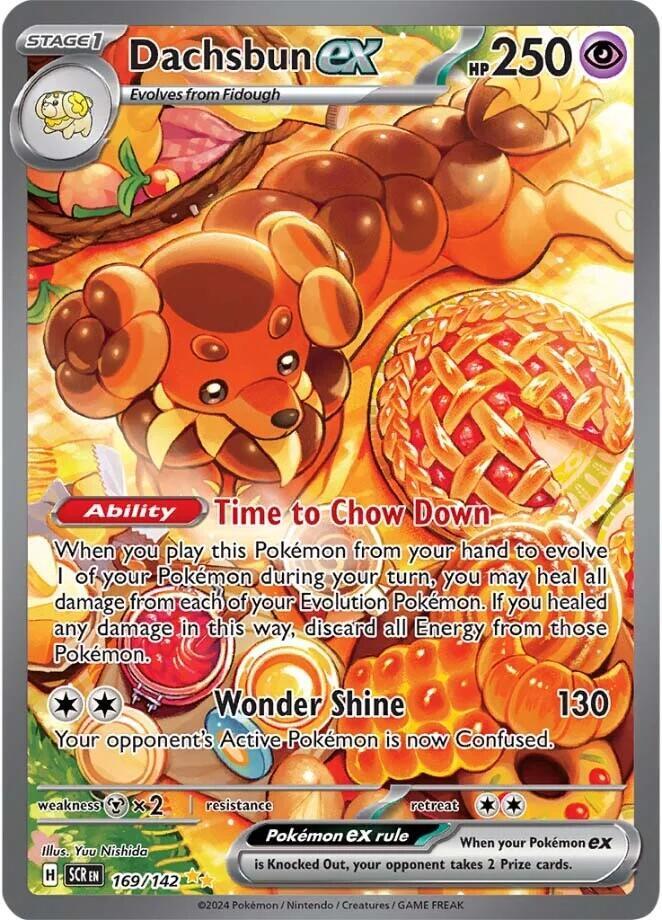 STAGE1
Dachsbun ex
HP 250
Evolves from Fidough
Ability Time to Chow Down
When you play this Pokémon from your hand to evolve
1 of your Pokémon during your turn, you may heal all
damage from each of your Evolution Pokémon. If you healed
any damage in this way, discard all Energy from those
Pokémon.
Wonder Shine 130
Your opponent's Active Pokémon is now Confused.
weakness ×2 resistance retreat
Pokémon ex rule When your Pokémon ex
is Knocked Out, your opponent takes 2 Prize cards.
Illus. Yuu Nishida
H SCR EN 169/142
©2024 Pokémon / Nintendo / Creatures / GAME FREAK